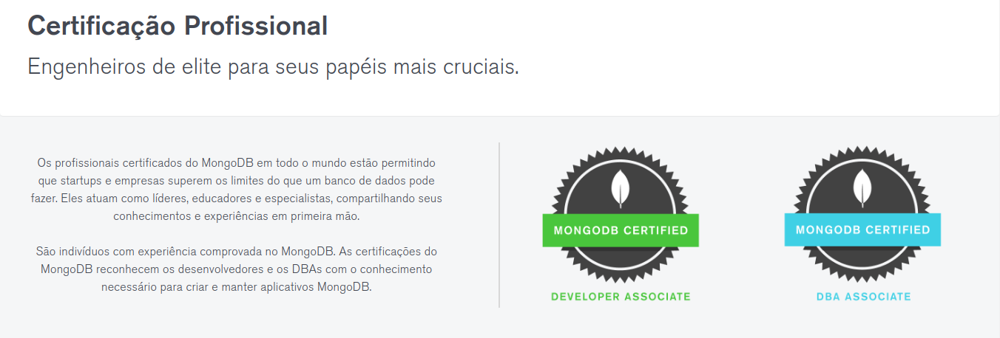 Certificação Profissional
Engenheiros de elite para seus papéis mais cruciais.
Os profissionais certificados do MongoDB em todo o mundo estão permitindo
que startups e empresas superem os limites do que um banco de dados pode
fazer. Eles atuam como líderes, educadores e especialistas, compartilhando seus
conhecimentos e experiências em primeira mão.
São indivíduos com experiência comprovada no MongoDB. As certificações do
MongoDB reconhecem os desenvolvedores e os DBAs com o conhecimento
necessário para criar e manter aplicativos MongoDB.
MONGODB CERTIFIED
DEVELOPER ASSOCIATE
MONGODB CERTIFIED
DBA ASSOCIATE